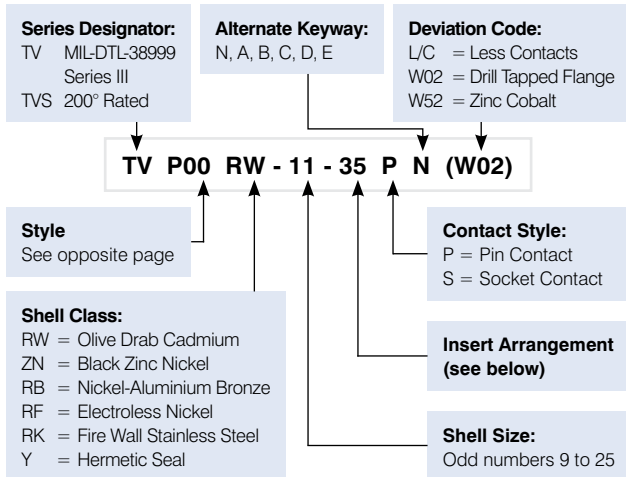 Series Designator:
TV MIL-DTL-38999
Series III
TVS 200° Rated
Alternate Keyway:
N, A, B, C, D, E
Deviation Code:
L/C = Less Contacts
W02 = Drill Tapped Flange
W52 = Zinc Cobalt
TV P00 RW - 11 - 35 P N (W02)
Style
See opposite page
Shell Class:
RW = Olive Drab Cadmium
ZN = Black Zinc Nickel
RB = Nickel-Aluminium Bronze
RF = Electroless Nickel
RK = Fire Wall Stainless Steel
Y = Hermetic Seal
Contact Style:
P = Pin Contact
S = Socket Contact
Insert Arrangement
(see below)
Shell Size:
Odd numbers 9 to 25